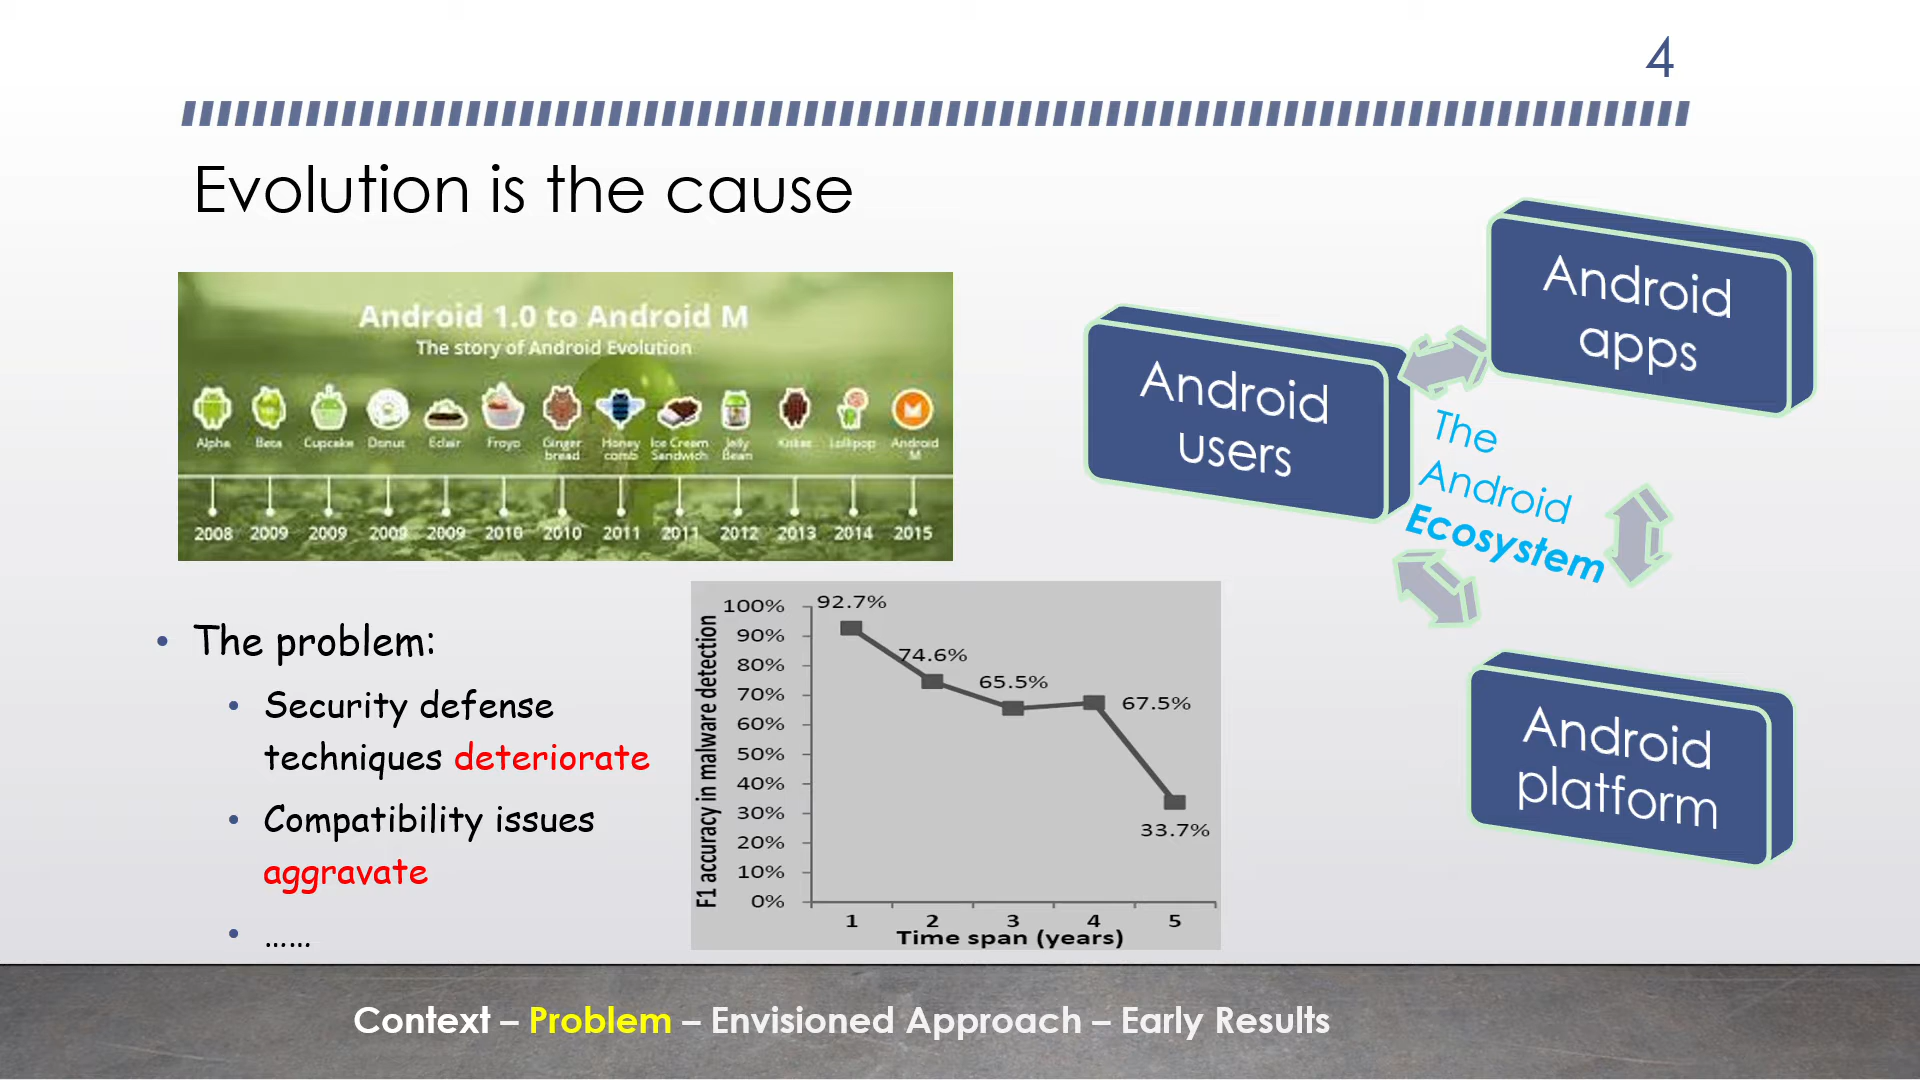 4
Evolution is the cause
Android 1.0 to Android M
The story of Android Evolution
Alpha Beta Cupcake Donut Eclair Froyo Ginger bread Honey comb Ice Cream Sandwich Jelly Bean Kitkat Lollipop Android M
2008 2009 2009 2009 2009 2010 2010 2011 2011 2012 2013 2014 2015
• The problem:
• Security defense
techniques deteriorate
• Compatibility issues
aggravate
• ......
F1 accuracy in malware detection
100%
90%
80%
70%
60%
50%
40%
30%
20%
10%
0%
92.7%
74.6%
65.5%
67.5%
33.7%
1 2 3 4 5
Time span (years)
Android
apps
Android
users
The
Android
Ecosystem
Android
platform
Context – Problem – Envisioned Approach – Early Results